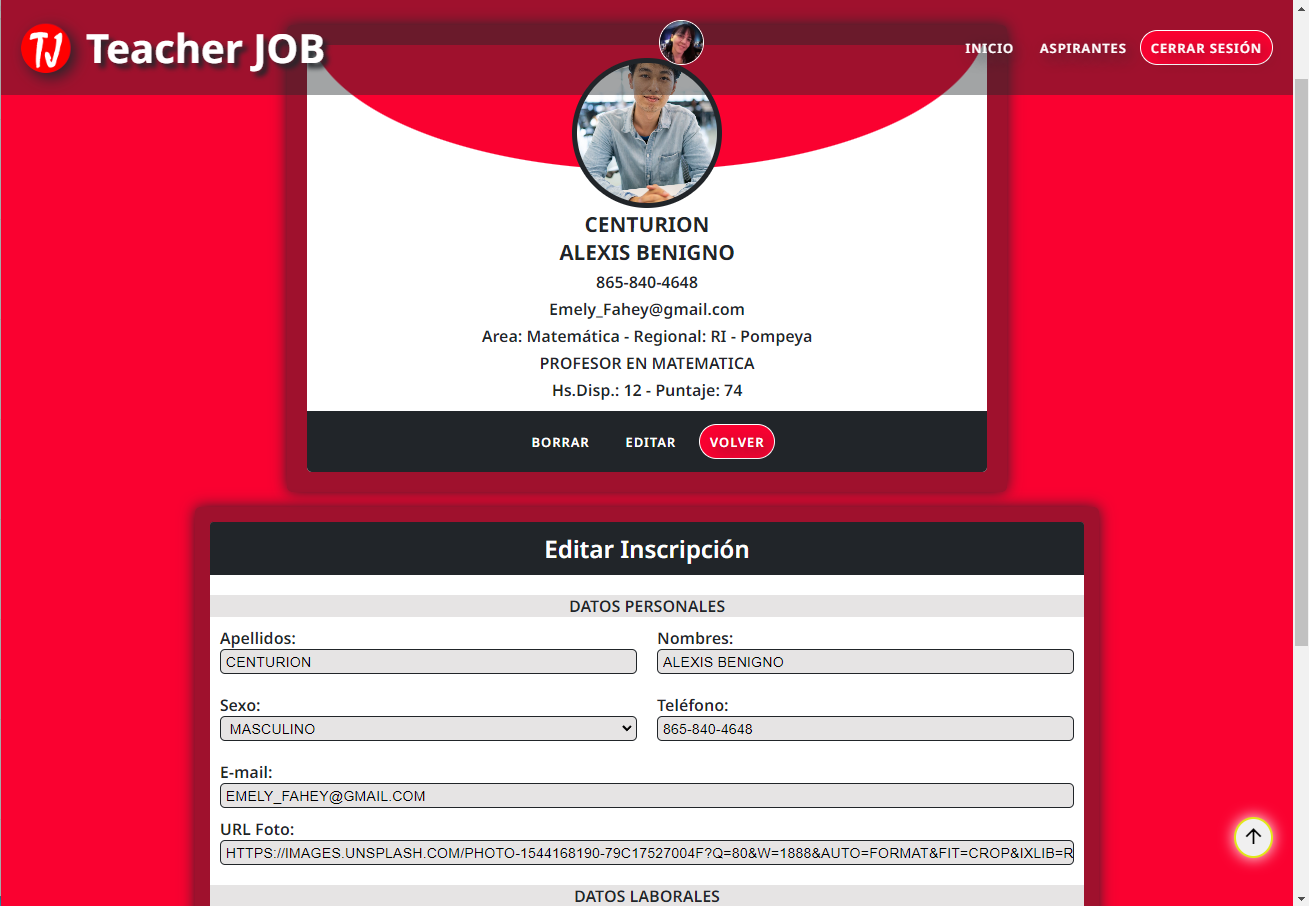 TJ Teacher JOB
INICIO ASPIRANTES CERRAR SESIÓN
CENTURION
ALEXIS BENIGNO
865-840-4648
Emely_Fahey@gmail.com
Area: Matemática - Regional: RI - Pompeya
PROFESOR EN MATEMATICA
Hs.Disp.: 12 - Puntaje: 74
BORRAR EDITAR VOLVER
Editar Inscripción
DATOS PERSONALES
Apellidos: Nombres:
CENTURION ALEXIS BENIGNO
Sexo: Teléfono:
MASCULINO 865-840-4648
E-mail:
EMELY_FAHEY@GMAIL.COM
URL Foto:
HTTPS://IMAGES.UNSPLASH.COM/PHOTO-1544168190-79C17527004F?Q=80&W=1888&AUTO=FORMAT&FIT=CROP&IXLIB=R
DATOS LABORALES